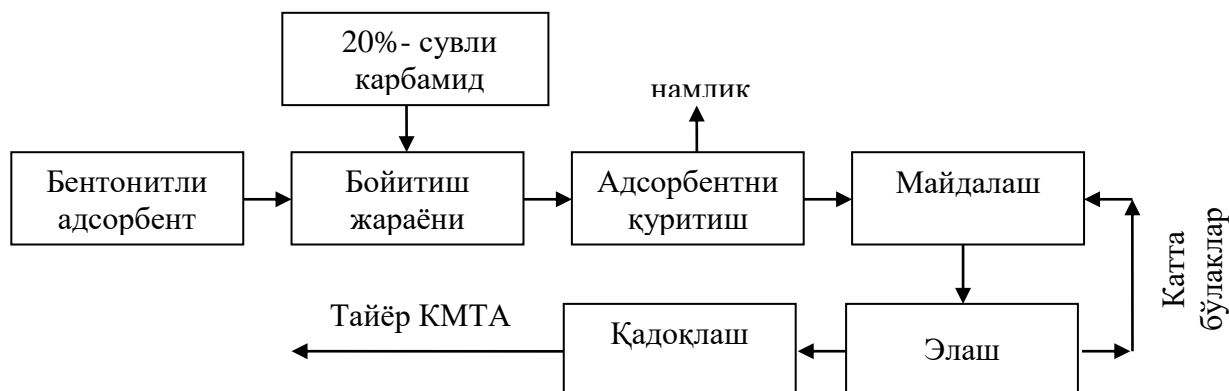 20%- сувли
карбамид
намлик
Бентонитли
адсорбент
Бойитиш
жараёни
Адсорбентни
қуритиш
Майдалаш
Катта
бўлаклар
Тайёр КМТА
Қадоқлаш
Элаш